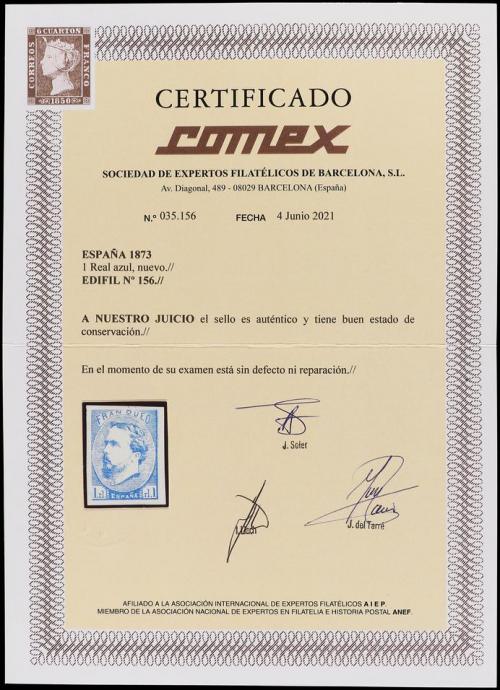 6 CUARTOS
CORREOS
FRANCO
1850
CERTIFICADO
comex
SOCIEDAD DE EXPERTOS FILATÉLICOS DE BARCELONA, S.L.
Av. Diagonal, 489 - 08029 BARCELONA (España)
N.º 035.156 FECHA 4 Junio 2021
ESPAÑA 1873
1 Real azul, nuevo.//
EDIFIL Nº 156.//
A NUESTRO JUICIO el sello es auténtico y tiene buen estado de
conservación.//
En el momento de su examen está sin defecto ni reparación.//
FRANQUEO
ESPAÑA
J. Soler
J. del Tarré
AFILIADO A LA ASOCIACIÓN INTERNACIONAL DE EXPERTOS FILATÉLICOS A I E P.
MIEMBRO DE LA ASOCIACIÓN NACIONAL DE EXPERTOS EN FILATELIA E HISTORIA POSTAL ANEF.